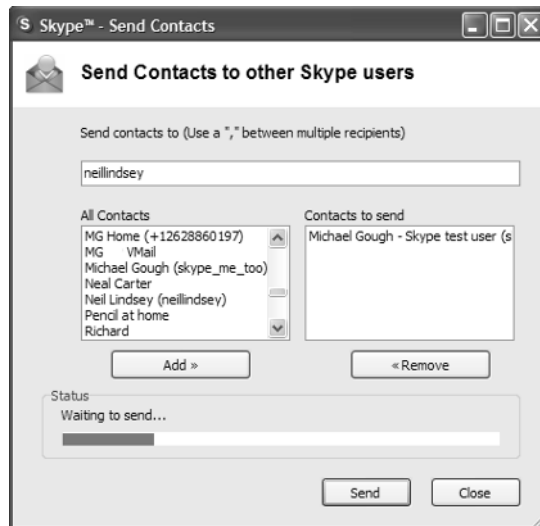 Skype™ - Send Contacts
Send Contacts to other Skype users
Send contacts to (Use a "," between multiple recipients)
neillindsey
All Contacts
Contacts to send
MG Home (+12628860197)
MG VMail
Michael Gough (skype_me_too)
Neal Carter
Neil Lindsey (neillindsey)
Pencil at home
Richard
Michael Gough - Skype test user (s
Add »
« Remove
Status
Waiting to send...
Send
Close